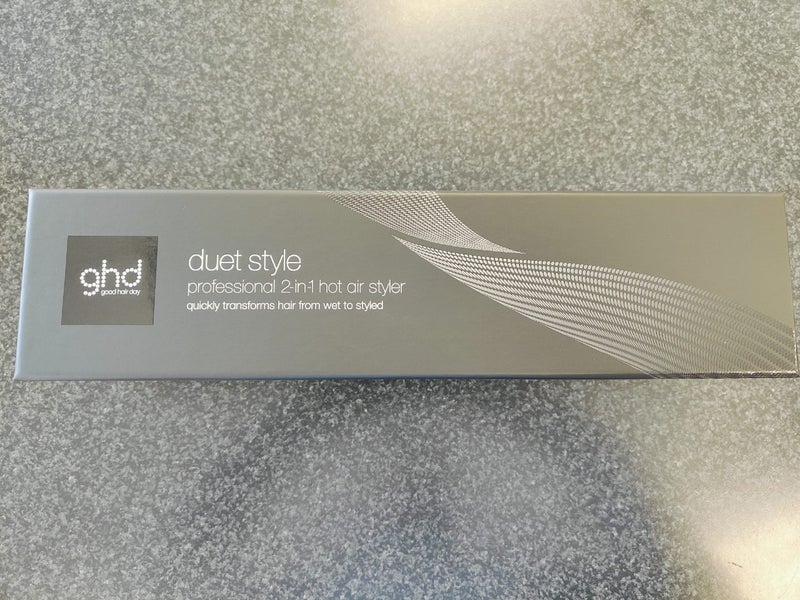 ghd
good hair day
duet style
professional 2-in-1 hot air styler
quickly transforms hair from wet to styled